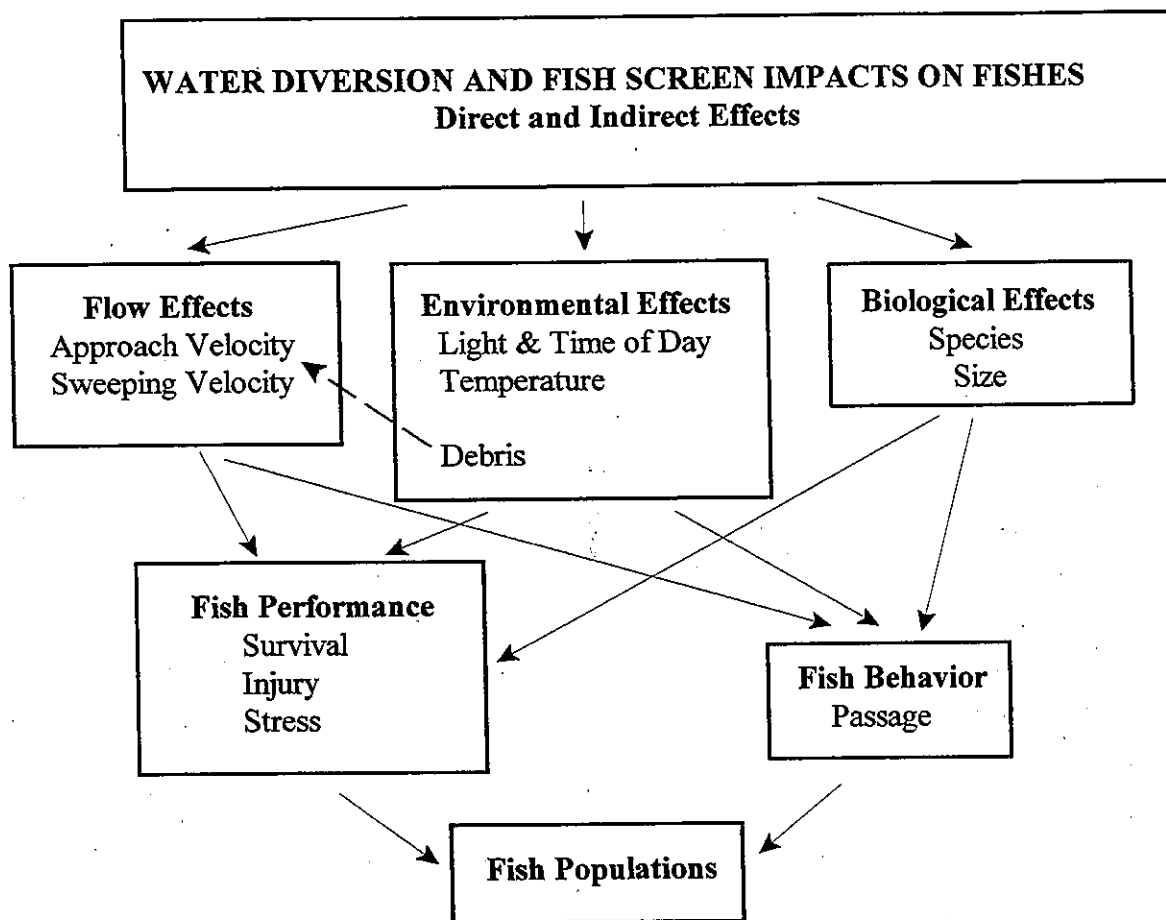 WATER DIVERSION AND FISH SCREEN IMPACTS ON FISHES
Direct and Indirect Effects
Flow Effects
Approach Velocity
Sweeping Velocity
Environmental Effects
Light & Time of Day
Temperature
Debris
Biological Effects
Species
Size
Fish Performance
Survival
Injury
Stress
Fish Behavior
Passage
Fish Populations